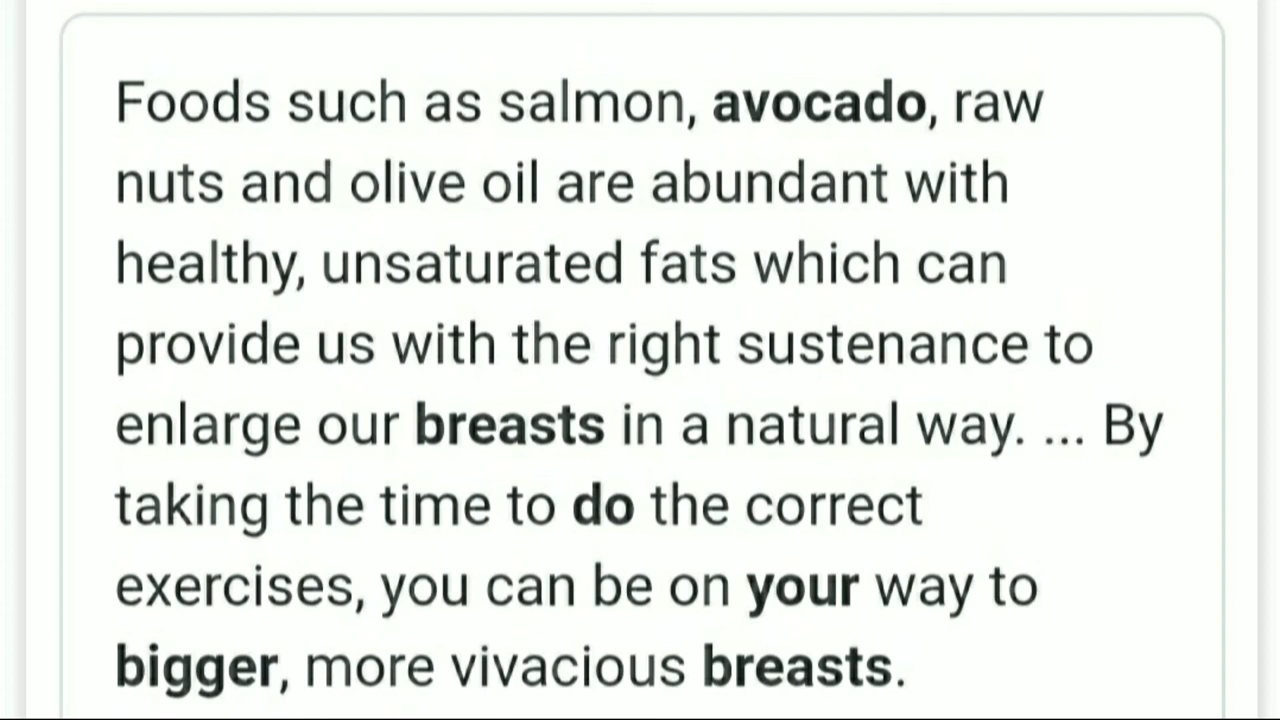 Foods such as salmon, avocado, raw
nuts and olive oil are abundant with
healthy, unsaturated fats which can
provide us with the right sustenance to
enlarge our breasts in a natural way. ... By
taking the time to do the correct
exercises, you can be on your way to
bigger, more vivacious breasts.